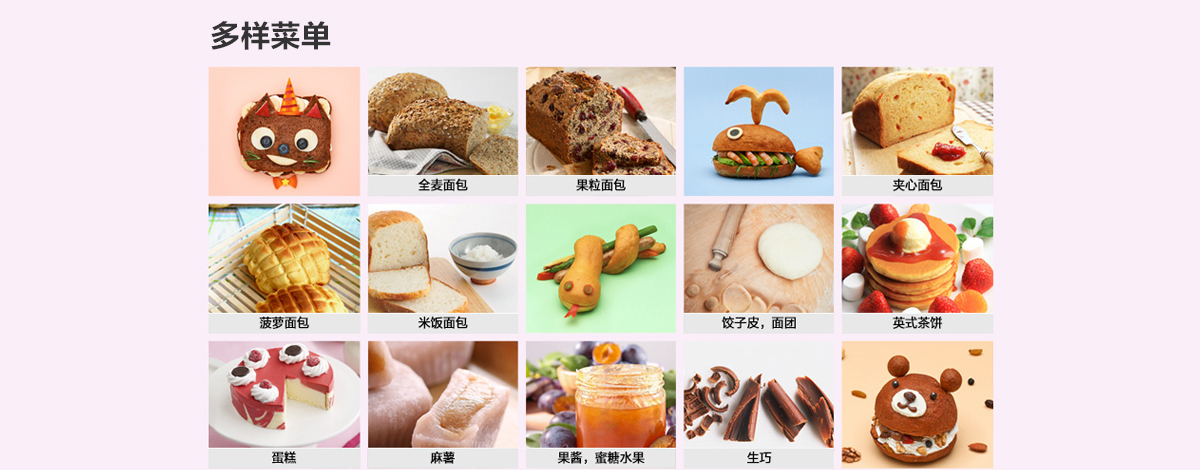 多样菜单
全麦面包
果粒面包
夹心面包
菠萝面包
米饭面包
饺子皮，面团
英式茶饼
蛋糕
麻薯
果酱，蜜糖水果
生巧